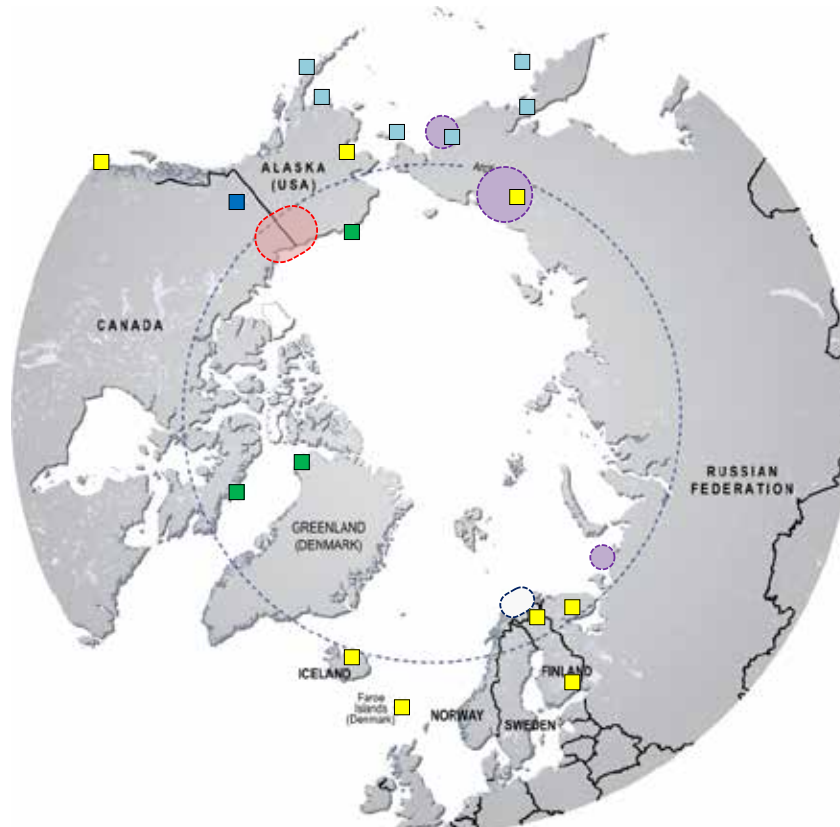 ALASKA
(USA)
CANADA
RUSSIAN
FEDERATION
GREENLAND
(DENMARK)
ICELAND
FINLAND
Faroe
Islands
(Denmark)
NORWAY
SWEDEN